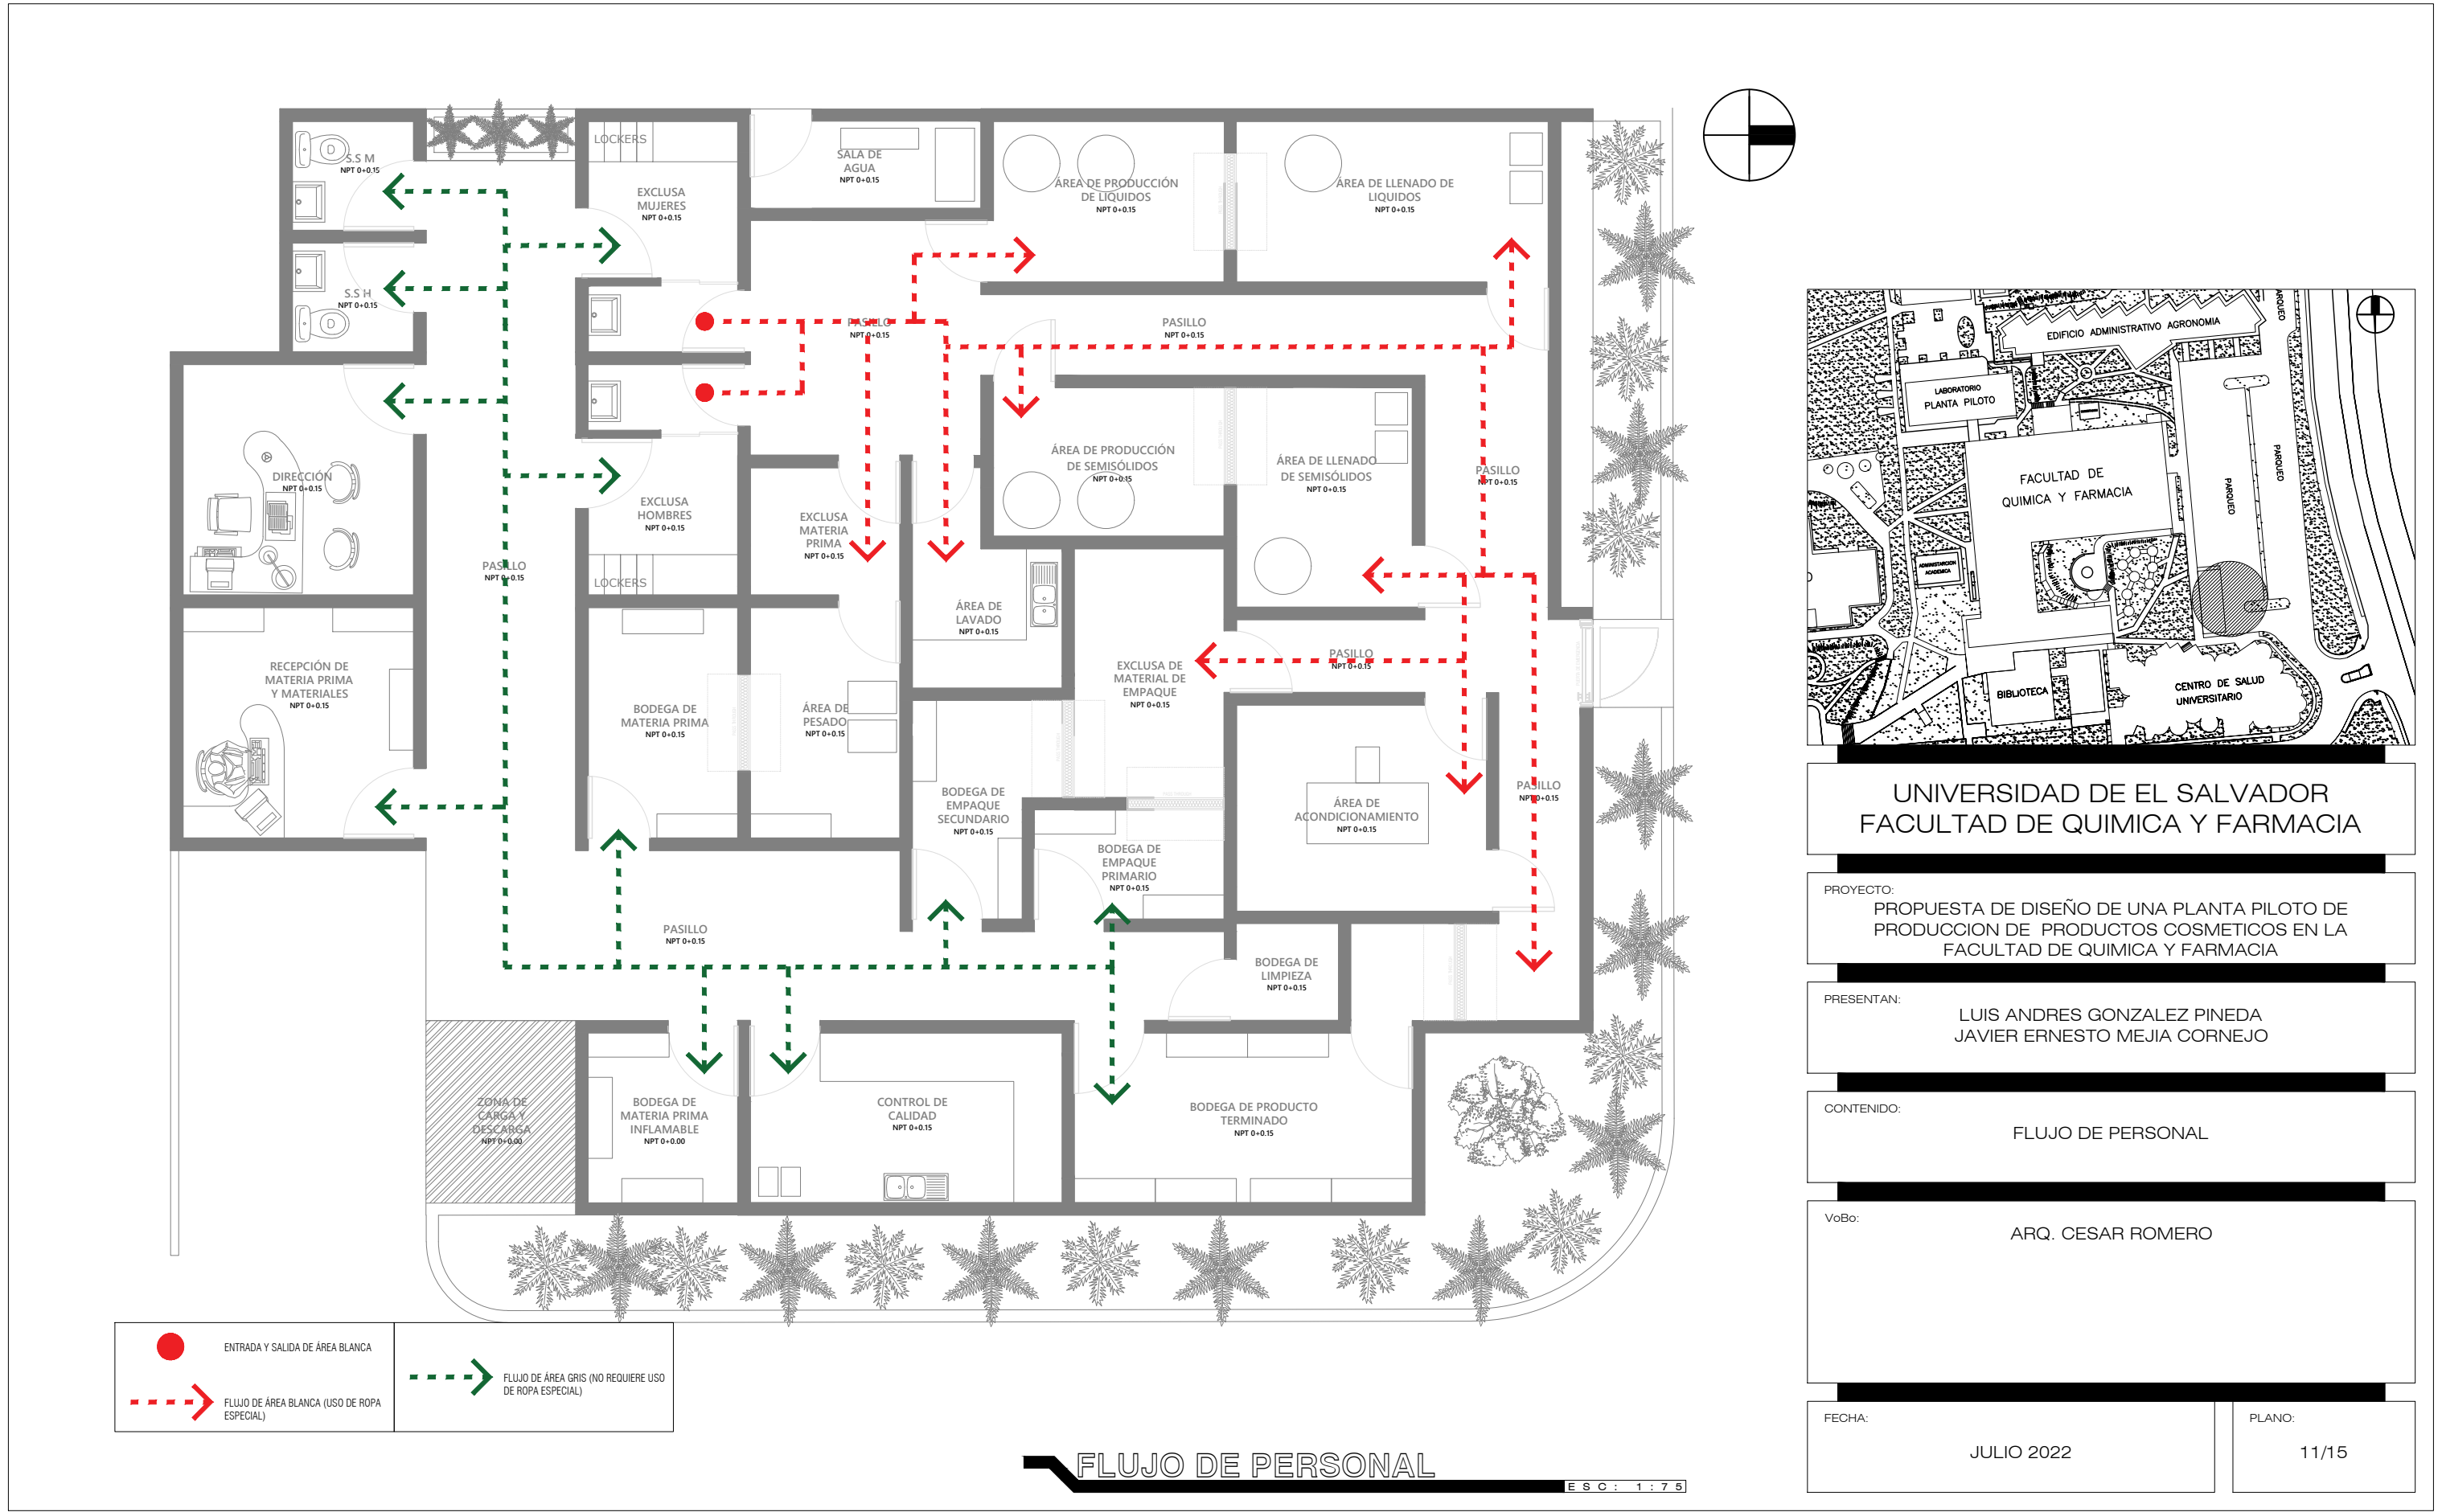 LOCKERS
S.S M
NPT 0+0.15
EXCLUSA
MUJERES
NPT 0+0.15
SALA DE
AGUA
NPT 0+0.15
ÁREA DE PRODUCCIÓN
DE LIQUIDOS
NPT 0+0.15
ÁREA DE LLENADO DE
LIQUIDOS
NPT 0+0.15
S.S H
NPT 0+0.15
PASILLO
NPT 0+0.15
PASILLO
NPT 0+0.15
DIRECCIÓN
NPT 0+0.15
EXCLUSA
HOMBRES
NPT 0+0.15
LOCKERS
EXCLUSA
MATERIA
PRIMA
NPT 0+0.15
ÁREA DE PRODUCCIÓN
DE SEMISÓLIDOS
NPT 0+0.15
ÁREA DE LLENADO
DE SEMISÓLIDOS
NPT 0+0.15
PASILLO
NPT 0+0.15
PASILLO
NPT 0+0.15
ÁREA DE
LAVADO
NPT 0+0.15
RECEPCIÓN DE
MATERIA PRIMA
Y MATERIALES
NPT 0+0.15
BODEGA DE
MATERIA PRIMA
NPT 0+0.15
ÁREA DE
PESADO
NPT 0+0.15
EXCLUSA DE
MATERIAL DE
EMPAQUE
NPT 0+0.15
PASILLO
NPT 0+0.15
BODEGA DE
EMPAQUE
SECUNDARIO
NPT 0+0.15
BODEGA DE
EMPAQUE
PRIMARIO
NPT 0+0.15
ÁREA DE
ACONDICIONAMIENTO
NPT 0+0.15
PASILLO
NPT 0+0.15
PASILLO
NPT 0+0.15
BODEGA DE
LIMPIEZA
NPT 0+0.15
ZONA DE
CARGA Y
DESCARGA
NPT 0+0.00
BODEGA DE
MATERIA PRIMA
INFLAMABLE
NPT 0+0.00
CONTROL DE
CALIDAD
NPT 0+0.15
BODEGA DE PRODUCTO
TERMINADO
NPT 0+0.15
ENTRADA Y SALIDA DE ÁREA BLANCA
FLUJO DE ÁREA BLANCA (USO DE ROPA
ESPECIAL)
FLUJO DE ÁREA GRIS (NO REQUIERE USO
DE ROPA ESPECIAL)
FLUJO DE PERSONAL
ESC: 1:75
PARQUEO
EDIFICIO ADMINISTRATIVO AGRONOMIA
LABORATORIO
PLANTA PILOTO
FACULTAD DE
QUIMICA Y FARMACIA
PARQUEO
PARQUEO
ADMINISTARCION
ACADEMICA
BIBLIOTECA
CENTRO DE SALUD
UNIVERSITARIO
UNIVERSIDAD DE EL SALVADOR
FACULTAD DE QUIMICA Y FARMACIA
PROYECTO:
PROPUESTA DE DISEÑO DE UNA PLANTA PILOTO DE
PRODUCCION DE PRODUCTOS COSMETICOS EN LA
FACULTAD DE QUIMICA Y FARMACIA
PRESENTAN:
LUIS ANDRES GONZALEZ PINEDA
JAVIER ERNESTO MEJIA CORNEJO
CONTENIDO:
FLUJO DE PERSONAL
VoBo:
ARQ. CESAR ROMERO
FECHA:
JULIO 2022
PLANO:
11/15